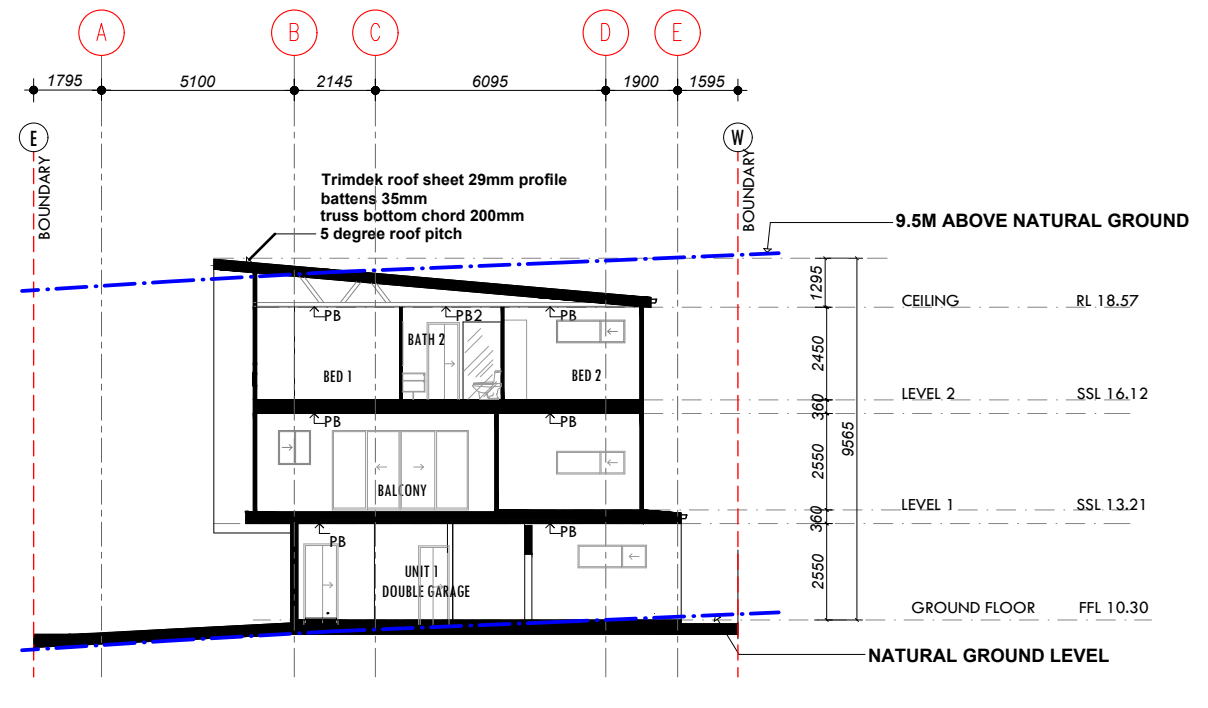 A
B
C
D
E
1795
5100
2145
6095
1900
1595
E
W
BOUNDARY
BOUNDARY
Trimdek roof sheet 29mm profile
battens 35mm
truss bottom chord 200mm
5 degree roof pitch
9.5M ABOVE NATURAL GROUND
1295
CEILING RL 18.57
PB
PB2
PB
BATH 2
2450
BED 1
BED 2
LEVEL 2 SSL 16.12
360
PB
PB
9565
2550
BALCONY
LEVEL 1 SSL 13.21
360
PB
PB
2550
UNIT 1
DOUBLE GARAGE
GROUND FLOOR FFL 10.30
NATURAL GROUND LEVEL